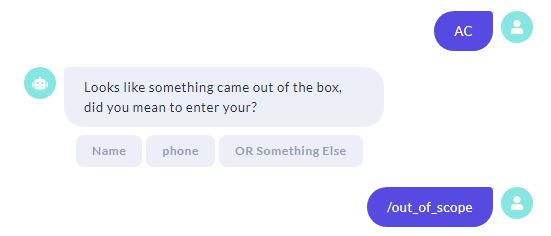 AC
Looks like something came out of the box,
did you mean to enter your?
Name phone OR Something Else
/out_of_scope